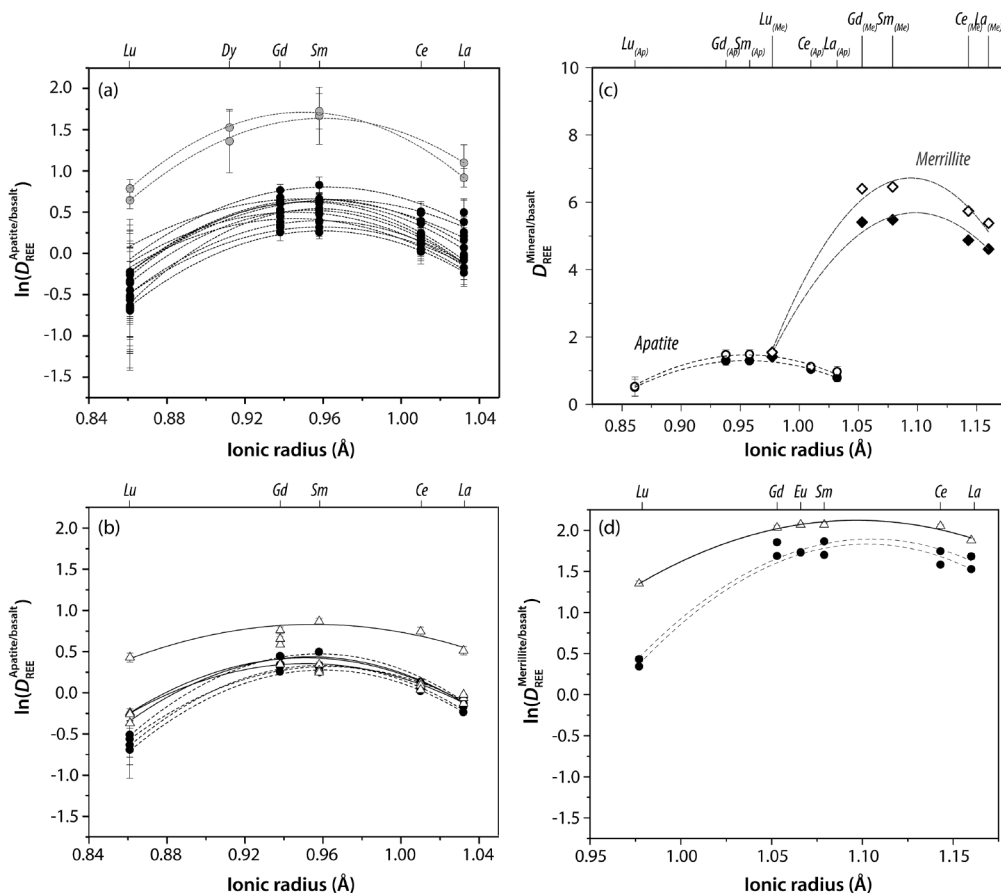 Lu Dy Gd Sm Ce La
(a)
2.0
1.5
1.0
0.5
0.0
-0.5
-1.0
-1.5
ln(D_REE^Apatite/basalt)
0.84 0.88 0.92 0.96 1.00 1.04
Ionic radius (Å)
Lu(Ap) Gd(Ap) Sm(Ap) Lu(Me) Ce(Ap) La(Ap) Gd(Me) Sm(Me) Ce(Me) La(Me)
(c)
10
8
6
4
2
0
D_REE^Mineral/basalt
Merrillite
Apatite
0.85 0.90 0.95 1.00 1.05 1.10 1.15
Ionic radius (Å)
Lu Gd Sm Ce La
(b)
2.0
1.5
1.0
0.5
0.0
-0.5
-1.0
-1.5
ln(D_REE^Apatite/basalt)
0.84 0.88 0.92 0.96 1.00 1.04
Ionic radius (Å)
Lu Gd Eu Sm Ce La
(d)
2.0
1.5
1.0
0.5
0.0
-0.5
-1.0
-1.5
ln(D_REE^Merrillite/basalt)
0.95 1.00 1.05 1.10 1.15
Ionic radius (Å)